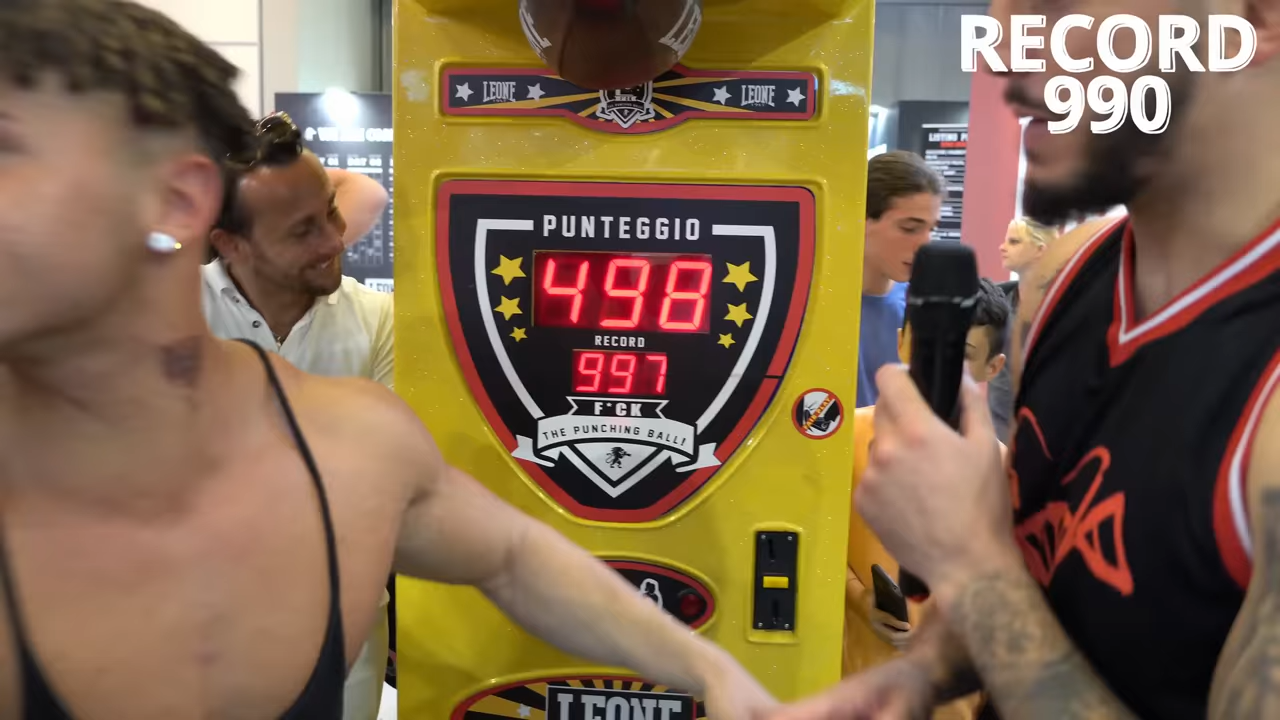 RECORD
990
LEONE
LEONE
PUNTEGGIO
498
RECORD
997
F*CK
THE PUNCHING BALL!
LEONE